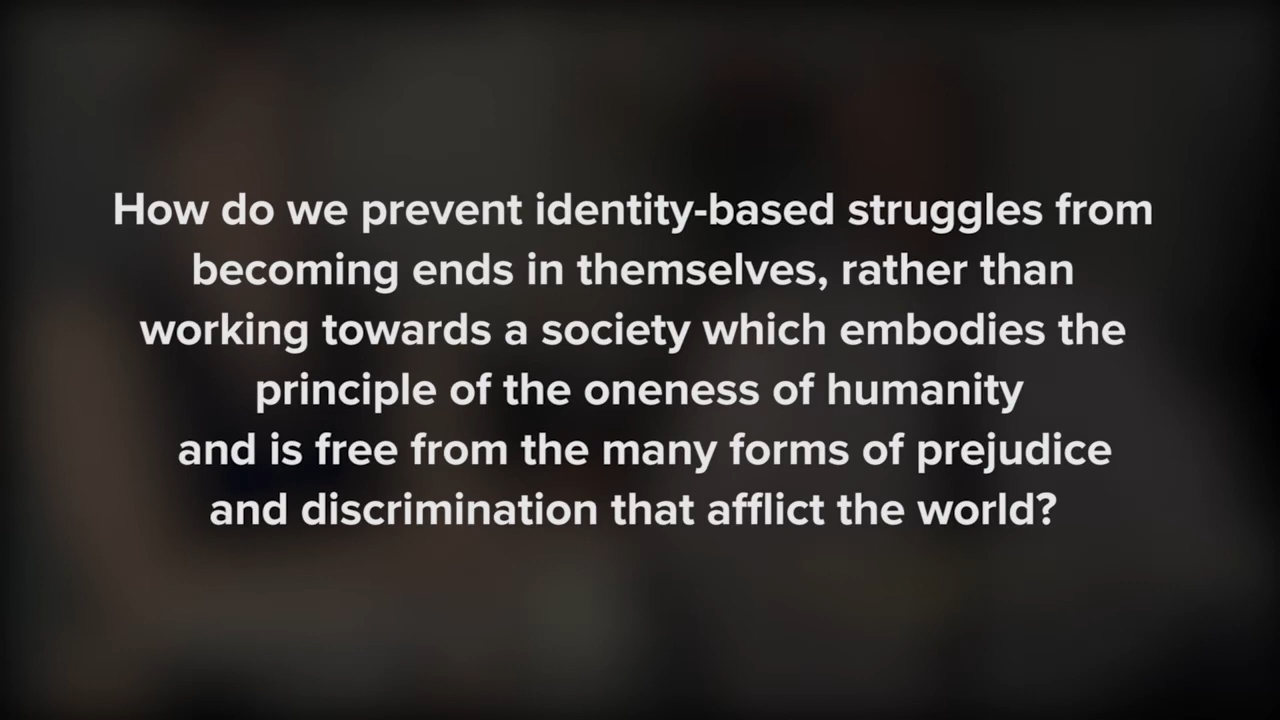 How do we prevent identity-based struggles from
becoming ends in themselves, rather than
working towards a society which embodies the
principle of the oneness of humanity
and is free from the many forms of prejudice
and discrimination that afflict the world?